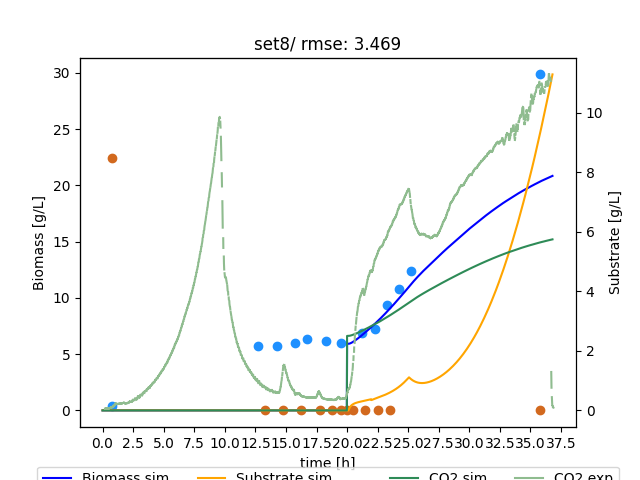 set8/ rmse: 3.469
30
25
20
15
10
5
0
Biomass [g/L]
10
8
6
4
2
0
Substrate [g/L]
0.0 2.5 5.0 7.5 10.0 12.5 15.0 17.5 20.0 22.5 25.0 27.5 30.0 32.5 35.0 37.5
time [h]
Biomass sim Substrate sim CO2 sim CO2 exp